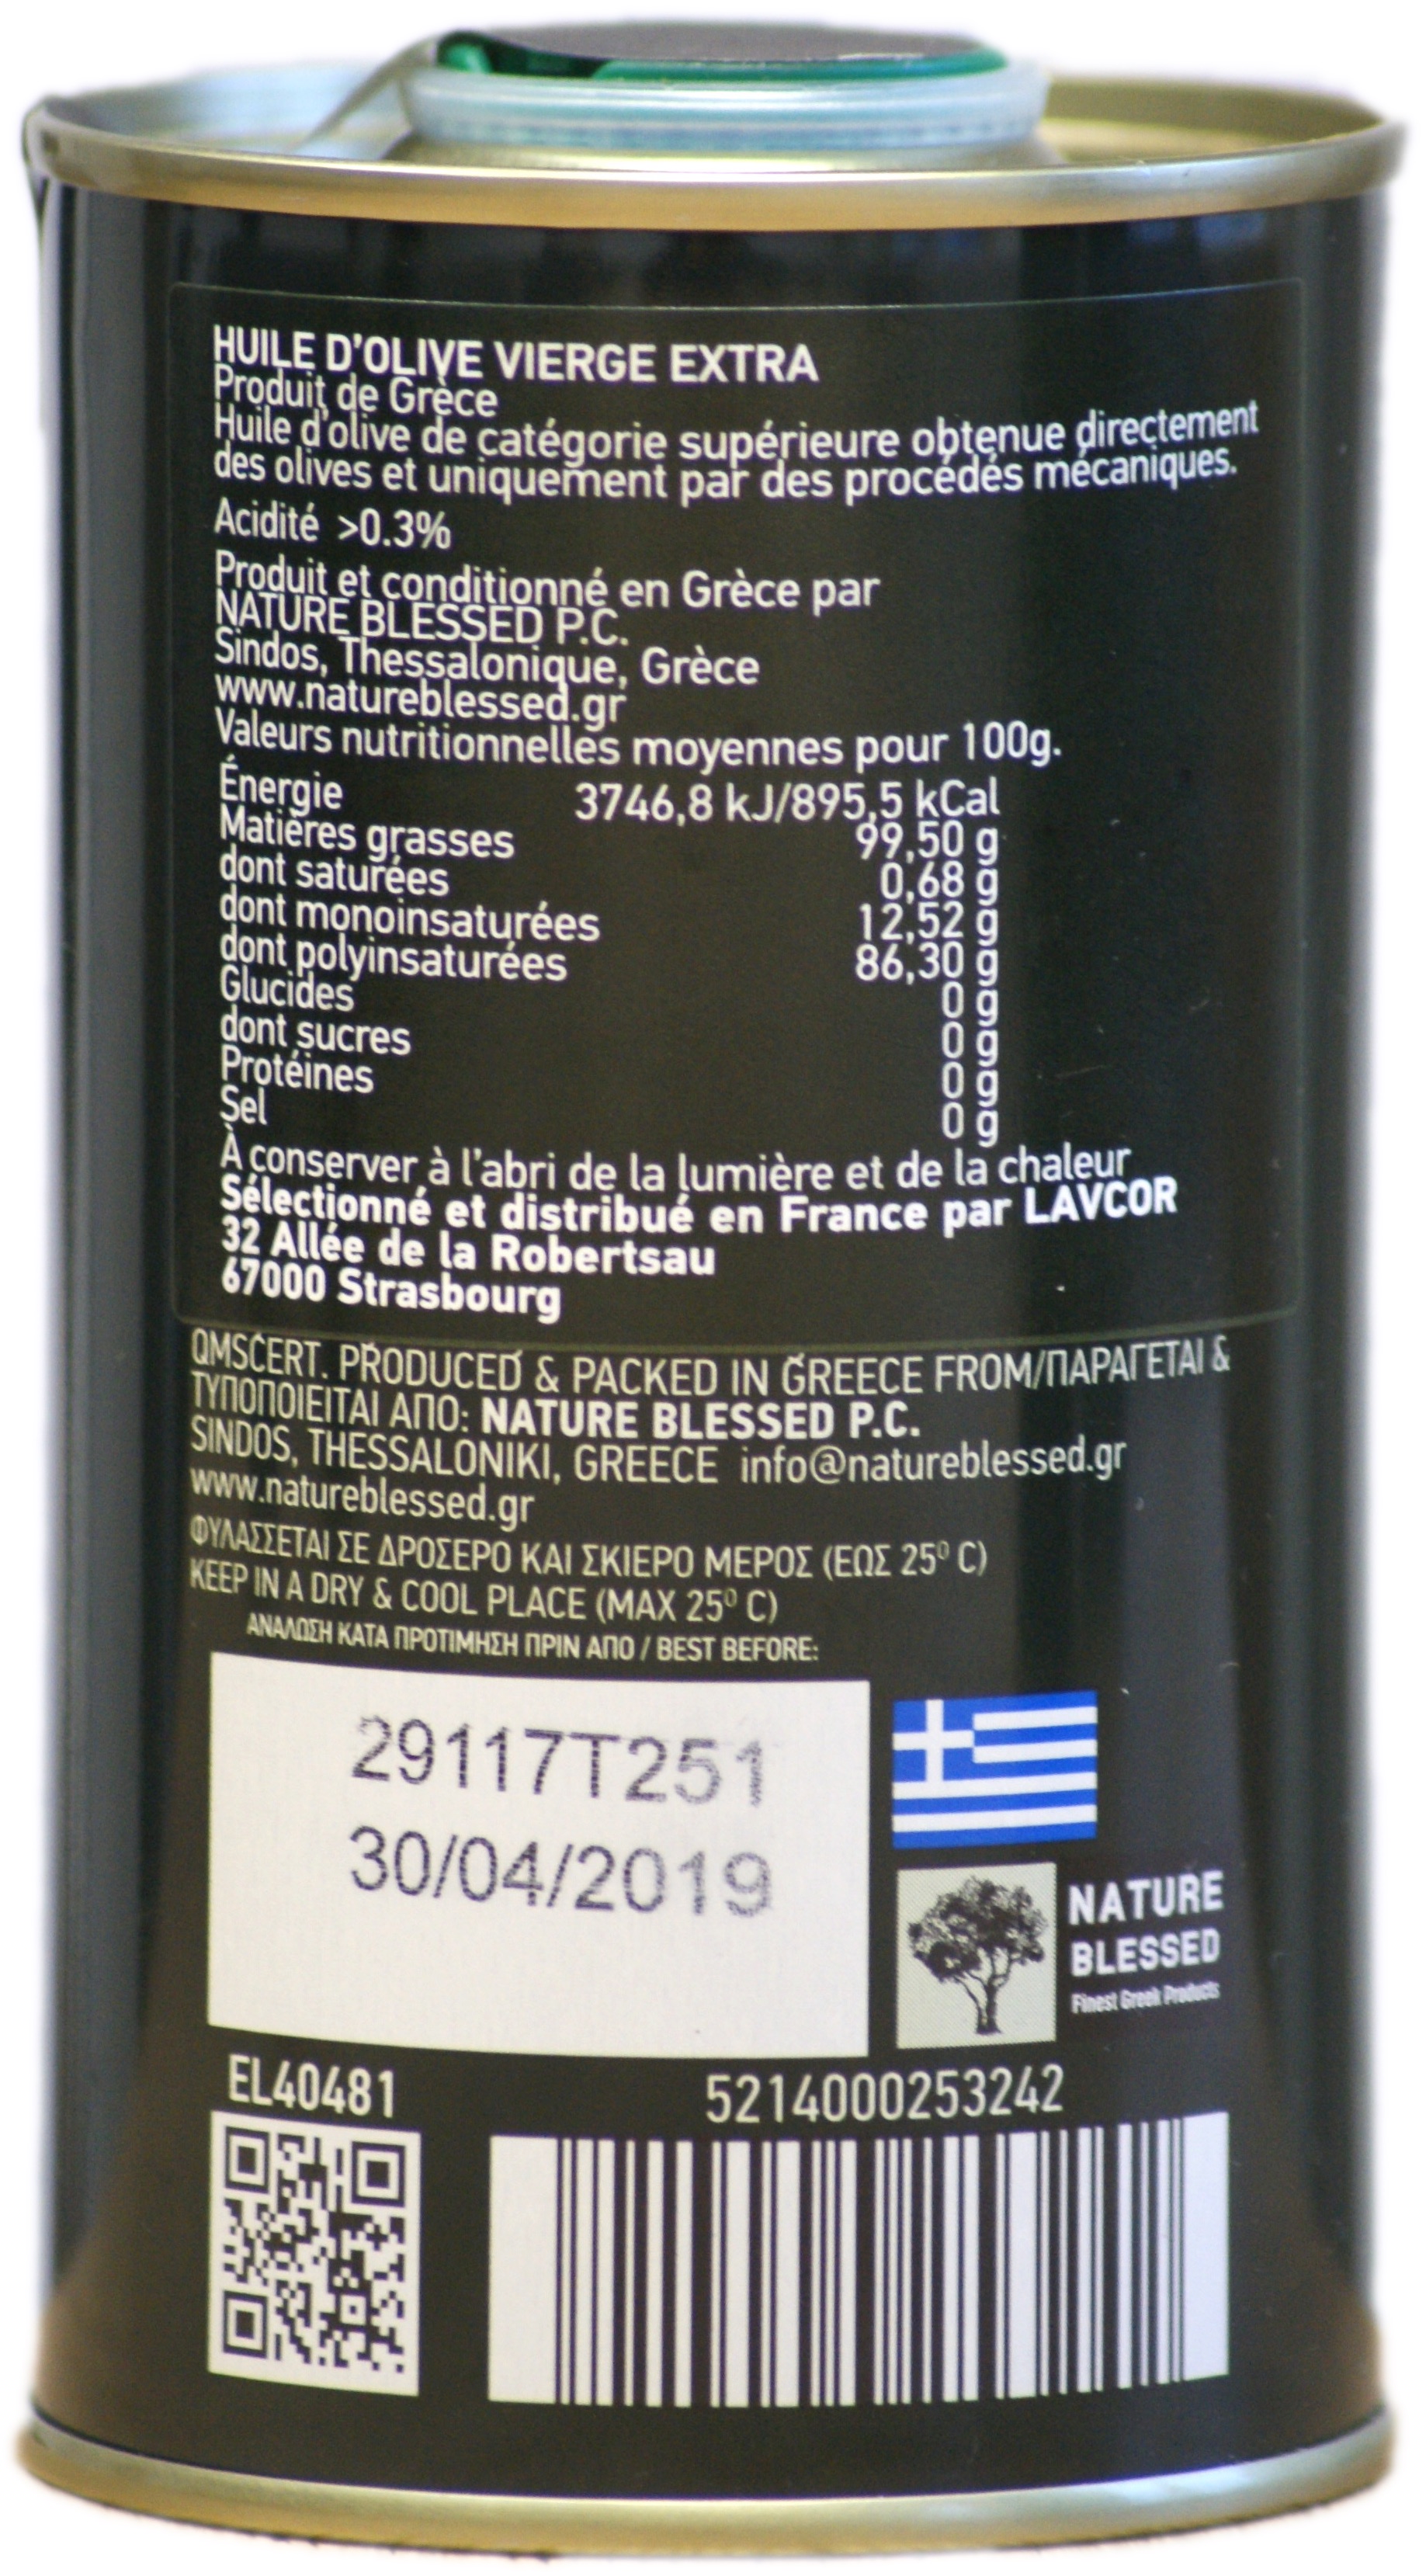 HUILE D'OLIVE VIERGE EXTRA
Produit de Grèce
Huile d'olive de catégorie supérieure obtenue directement
des olives et uniquement par des procédés mécaniques.
Acidité >0.3%
Produit et conditionné en Grèce par
NATURE BLESSED P.C.
Sindos, Thessalonique, Grèce
www.natureblessed.gr
Valeurs nutritionnelles moyennes pour 100g.
Énergie 3746,8 kJ/895,5 kCal
Matières grasses 99,50 g
dont saturées 0,68 g
dont monoinsaturées 12,52 g
dont polyinsaturées 86,30 g
Glucides 0 g
dont sucres 0 g
Protéines 0 g
Sel 0 g
À conserver à l'abri de la lumière et de la chaleur
Sélectionné et distribué en France par LAVCOR
32 Allée de la Robertsau
67000 Strasbourg
QMSCERT. PRODUCED & PACKED IN GREECE FROM/ΠΑΡΑΓΕΤΑΙ &
ΤΥΠΟΠΟΙΕΙΤΑΙ ΑΠΟ: NATURE BLESSED P.C.
SINDOS, THESSALONIKI, GREECE info@natureblessed.gr
www.natureblessed.gr
ΦΥΛΑΣΣΕΤΑΙ ΣΕ ΔΡΟΣΕΡΟ ΚΑΙ ΣΚΙΕΡΟ ΜΕΡΟΣ (ΕΩΣ 25⁰ C)
KEEP IN A DRY & COOL PLACE (MAX 25⁰ C)
ΑΝΑΛΩΣΗ ΚΑΤΑ ΠΡΟΤΙΜΗΣΗ ΠΡΙΝ ΑΠΟ / BEST BEFORE:
29117T251
30/04/2019
NATURE
BLESSED
Finest Greek Products
EL40481
5214000253242